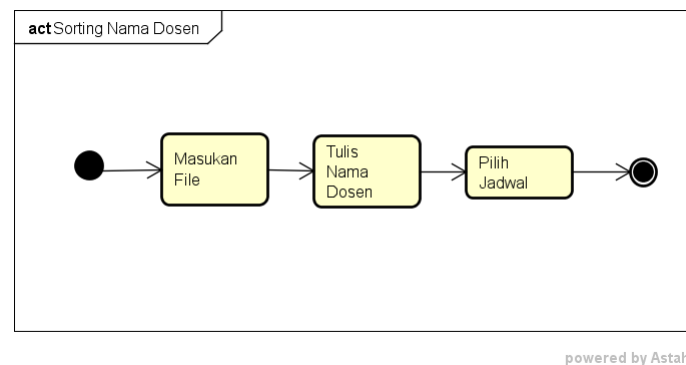 act Sorting Nama Dosen
Masukan
File
Tulis
Nama
Dosen
Pilih
Jadwal
powered by Astah